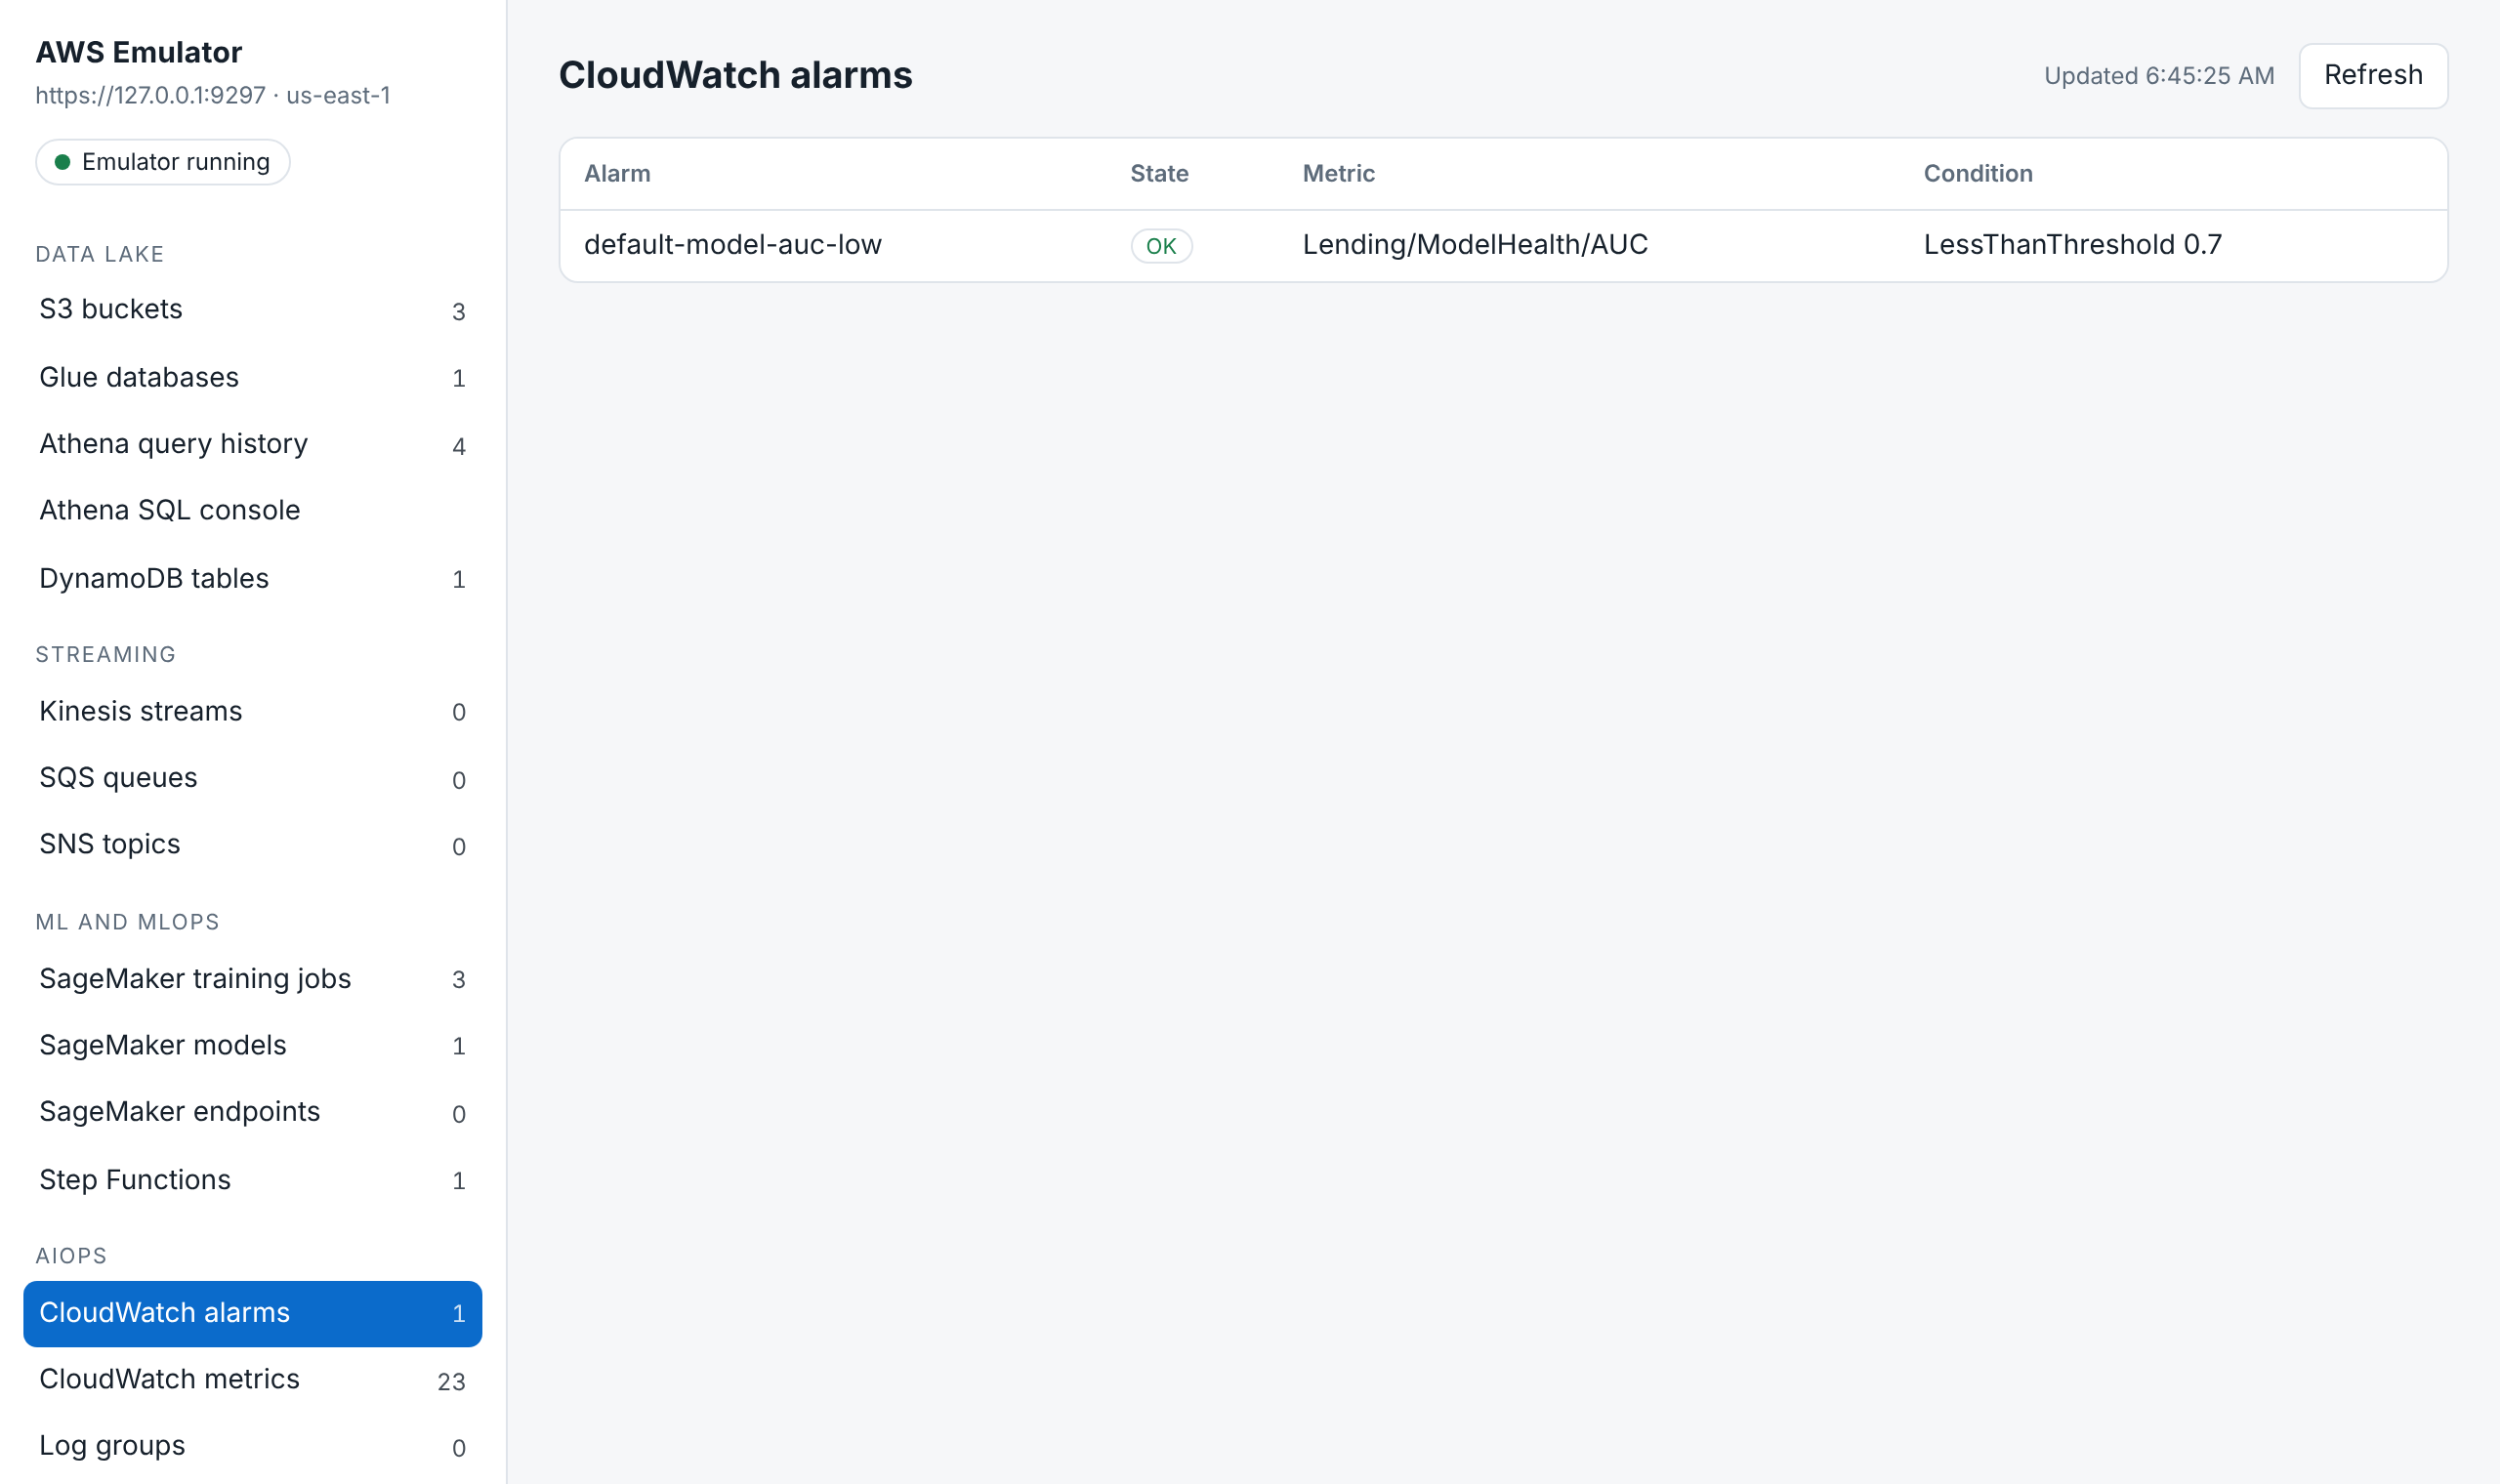 AWS Emulator
https://127.0.0.1:9297 · us-east-1
Emulator running
DATA LAKE
S3 buckets 3
Glue databases 1
Athena query history 4
Athena SQL console
DynamoDB tables 1
STREAMING
Kinesis streams 0
SQS queues 0
SNS topics 0
ML AND MLOPS
SageMaker training jobs 3
SageMaker models 1
SageMaker endpoints 0
Step Functions 1
AIOPS
CloudWatch alarms 1
CloudWatch metrics 23
Log groups 0
CloudWatch alarms
Updated 6:45:25 AM Refresh
Alarm State Metric Condition
default-model-auc-low OK Lending/ModelHealth/AUC LessThanThreshold 0.7